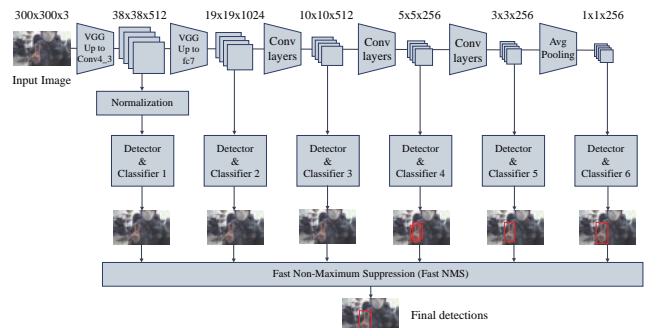 300x300x3
38x38x512
19x19x1024
10x10x512
5x5x256
3x3x256
1x1x256
VGG
Up to
Conv4_3
VGG
Up to
fc7
Conv
layers
Conv
layers
Conv
layers
Avg
Pooling
Input Image
Normalization
Detector
&
Classifier 1
Detector
&
Classifier 2
Detector
&
Classifier 3
Detector
&
Classifier 4
Detector
&
Classifier 5
Detector
&
Classifier 6
Fast Non-Maximum Suppression (Fast NMS)
Final detections